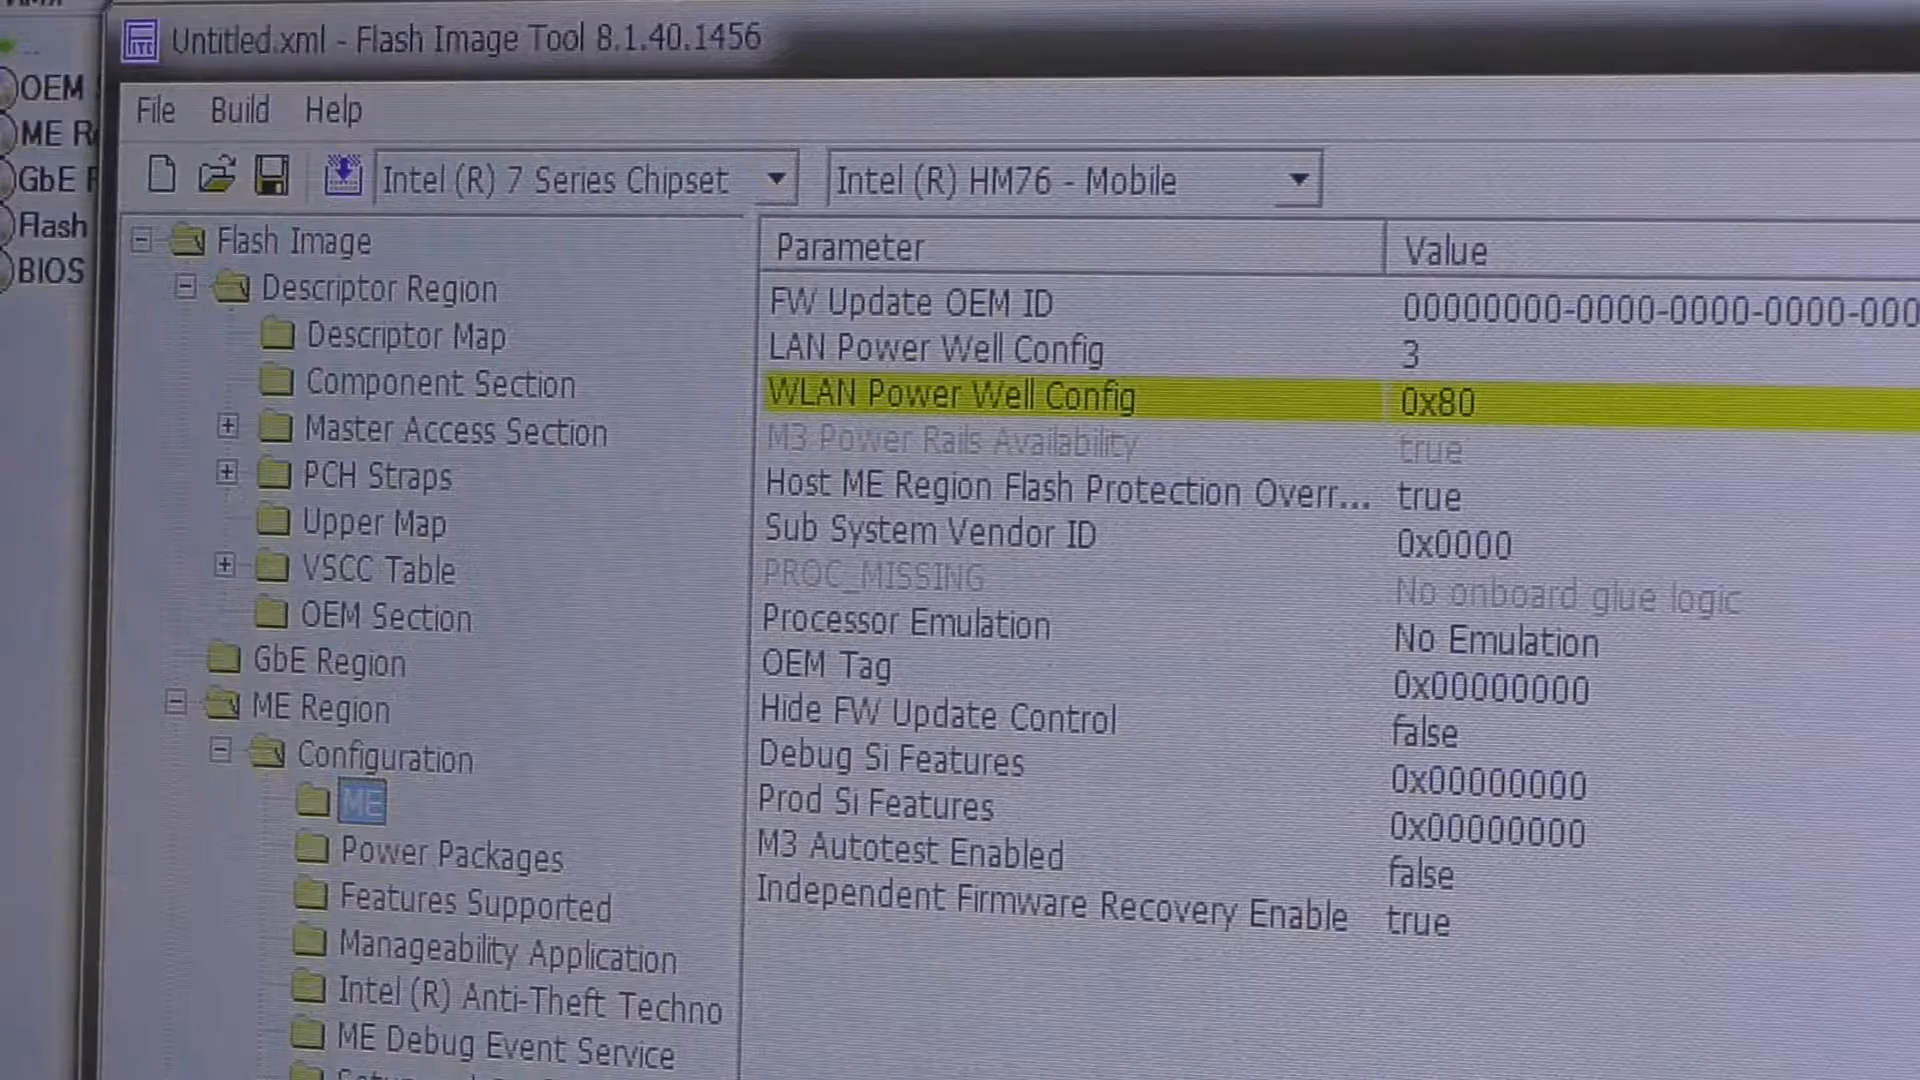 Untitled.xml - Flash Image Tool 8.1.40.1456
OEM
ME Re
GbE R
Flash
BIOS
File Build Help
Intel (R) 7 Series Chipset
Intel (R) HM76 - Mobile
Flash Image
Descriptor Region
Descriptor Map
Component Section
Master Access Section
PCH Straps
Upper Map
VSCC Table
OEM Section
GbE Region
ME Region
Configuration
ME
Power Packages
Features Supported
Manageability Application
Intel (R) Anti-Theft Techno
ME Debug Event Service
Parameter Value
FW Update OEM ID 00000000-0000-0000-0000-000
LAN Power Well Config 3
WLAN Power Well Config 0x80
M3 Power Rails Availability true
Host ME Region Flash Protection Overr... true
Sub System Vendor ID 0x0000
PROC_MISSING No onboard glue logic
Processor Emulation No Emulation
OEM Tag 0x00000000
Hide FW Update Control false
Debug Si Features 0x00000000
Prod Si Features 0x00000000
M3 Autotest Enabled false
Independent Firmware Recovery Enable true